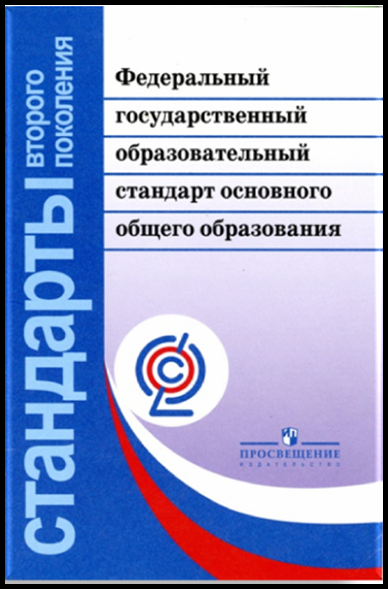 стандарты
второго
поколения
Федеральный
государственный
образовательный
стандарт основного
общего образования
С
ПРОСВЕЩЕНИЕ
ИЗДАТЕЛЬСТВО